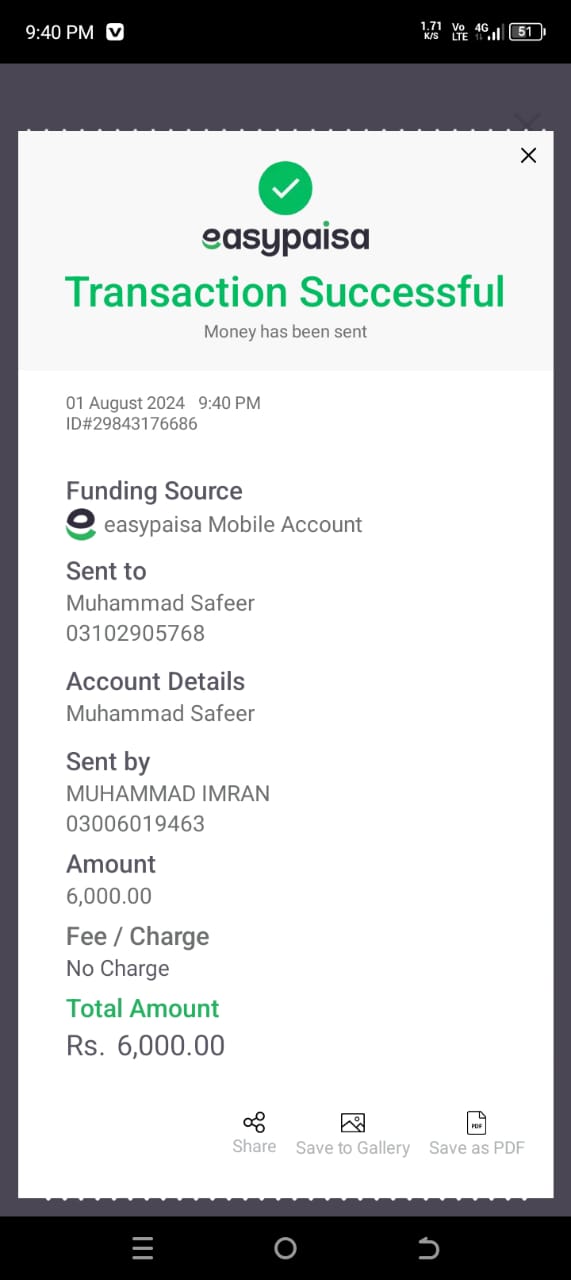 9:40 PM
1.71 K/S Vo LTE 4G 51
easypaisa
Transaction Successful
Money has been sent
01 August 2024 9:40 PM
ID#29843176686
Funding Source
easypaisa Mobile Account
Sent to
Muhammad Safeer
03102905768
Account Details
Muhammad Safeer
Sent by
MUHAMMAD IMRAN
03006019463
Amount
6,000.00
Fee / Charge
No Charge
Total Amount
Rs. 6,000.00
PDF
Share Save to Gallery Save as PDF